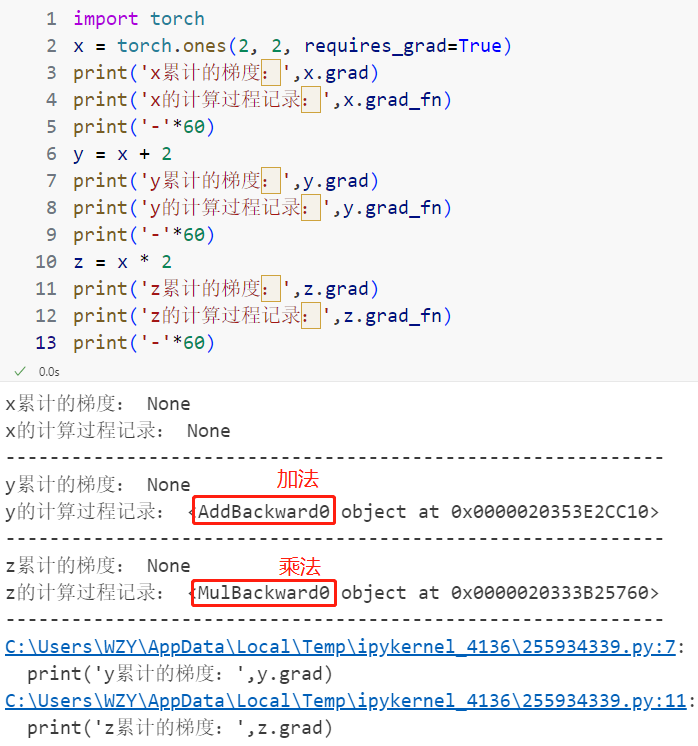 1 import torch
2 x = torch.ones(2, 2, requires_grad=True)
3 print('x累计的梯度：',x.grad)
4 print('x的计算过程记录：',x.grad_fn)
5 print('-'*60)
6 y = x + 2
7 print('y累计的梯度：',y.grad)
8 print('y的计算过程记录：',y.grad_fn)
9 print('-'*60)
10 z = x * 2
11 print('z累计的梯度：',z.grad)
12 print('z的计算过程记录：',z.grad_fn)
13 print('-'*60)
✓ 0.0s
x累计的梯度： None
x的计算过程记录： None
------------------------------------------------------------
y累计的梯度： None
加法
y的计算过程记录： <AddBackward0 object at 0x0000020353E2CC10>
------------------------------------------------------------
z累计的梯度： None
乘法
z的计算过程记录： <MulBackward0 object at 0x0000020333B25760>
------------------------------------------------------------
C:\Users\WZY\AppData\Local\Temp\ipykernel_4136\255934339.py:7:
print('y累计的梯度：',y.grad)
C:\Users\WZY\AppData\Local\Temp\ipykernel_4136\255934339.py:11:
print('z累计的梯度：',z.grad)